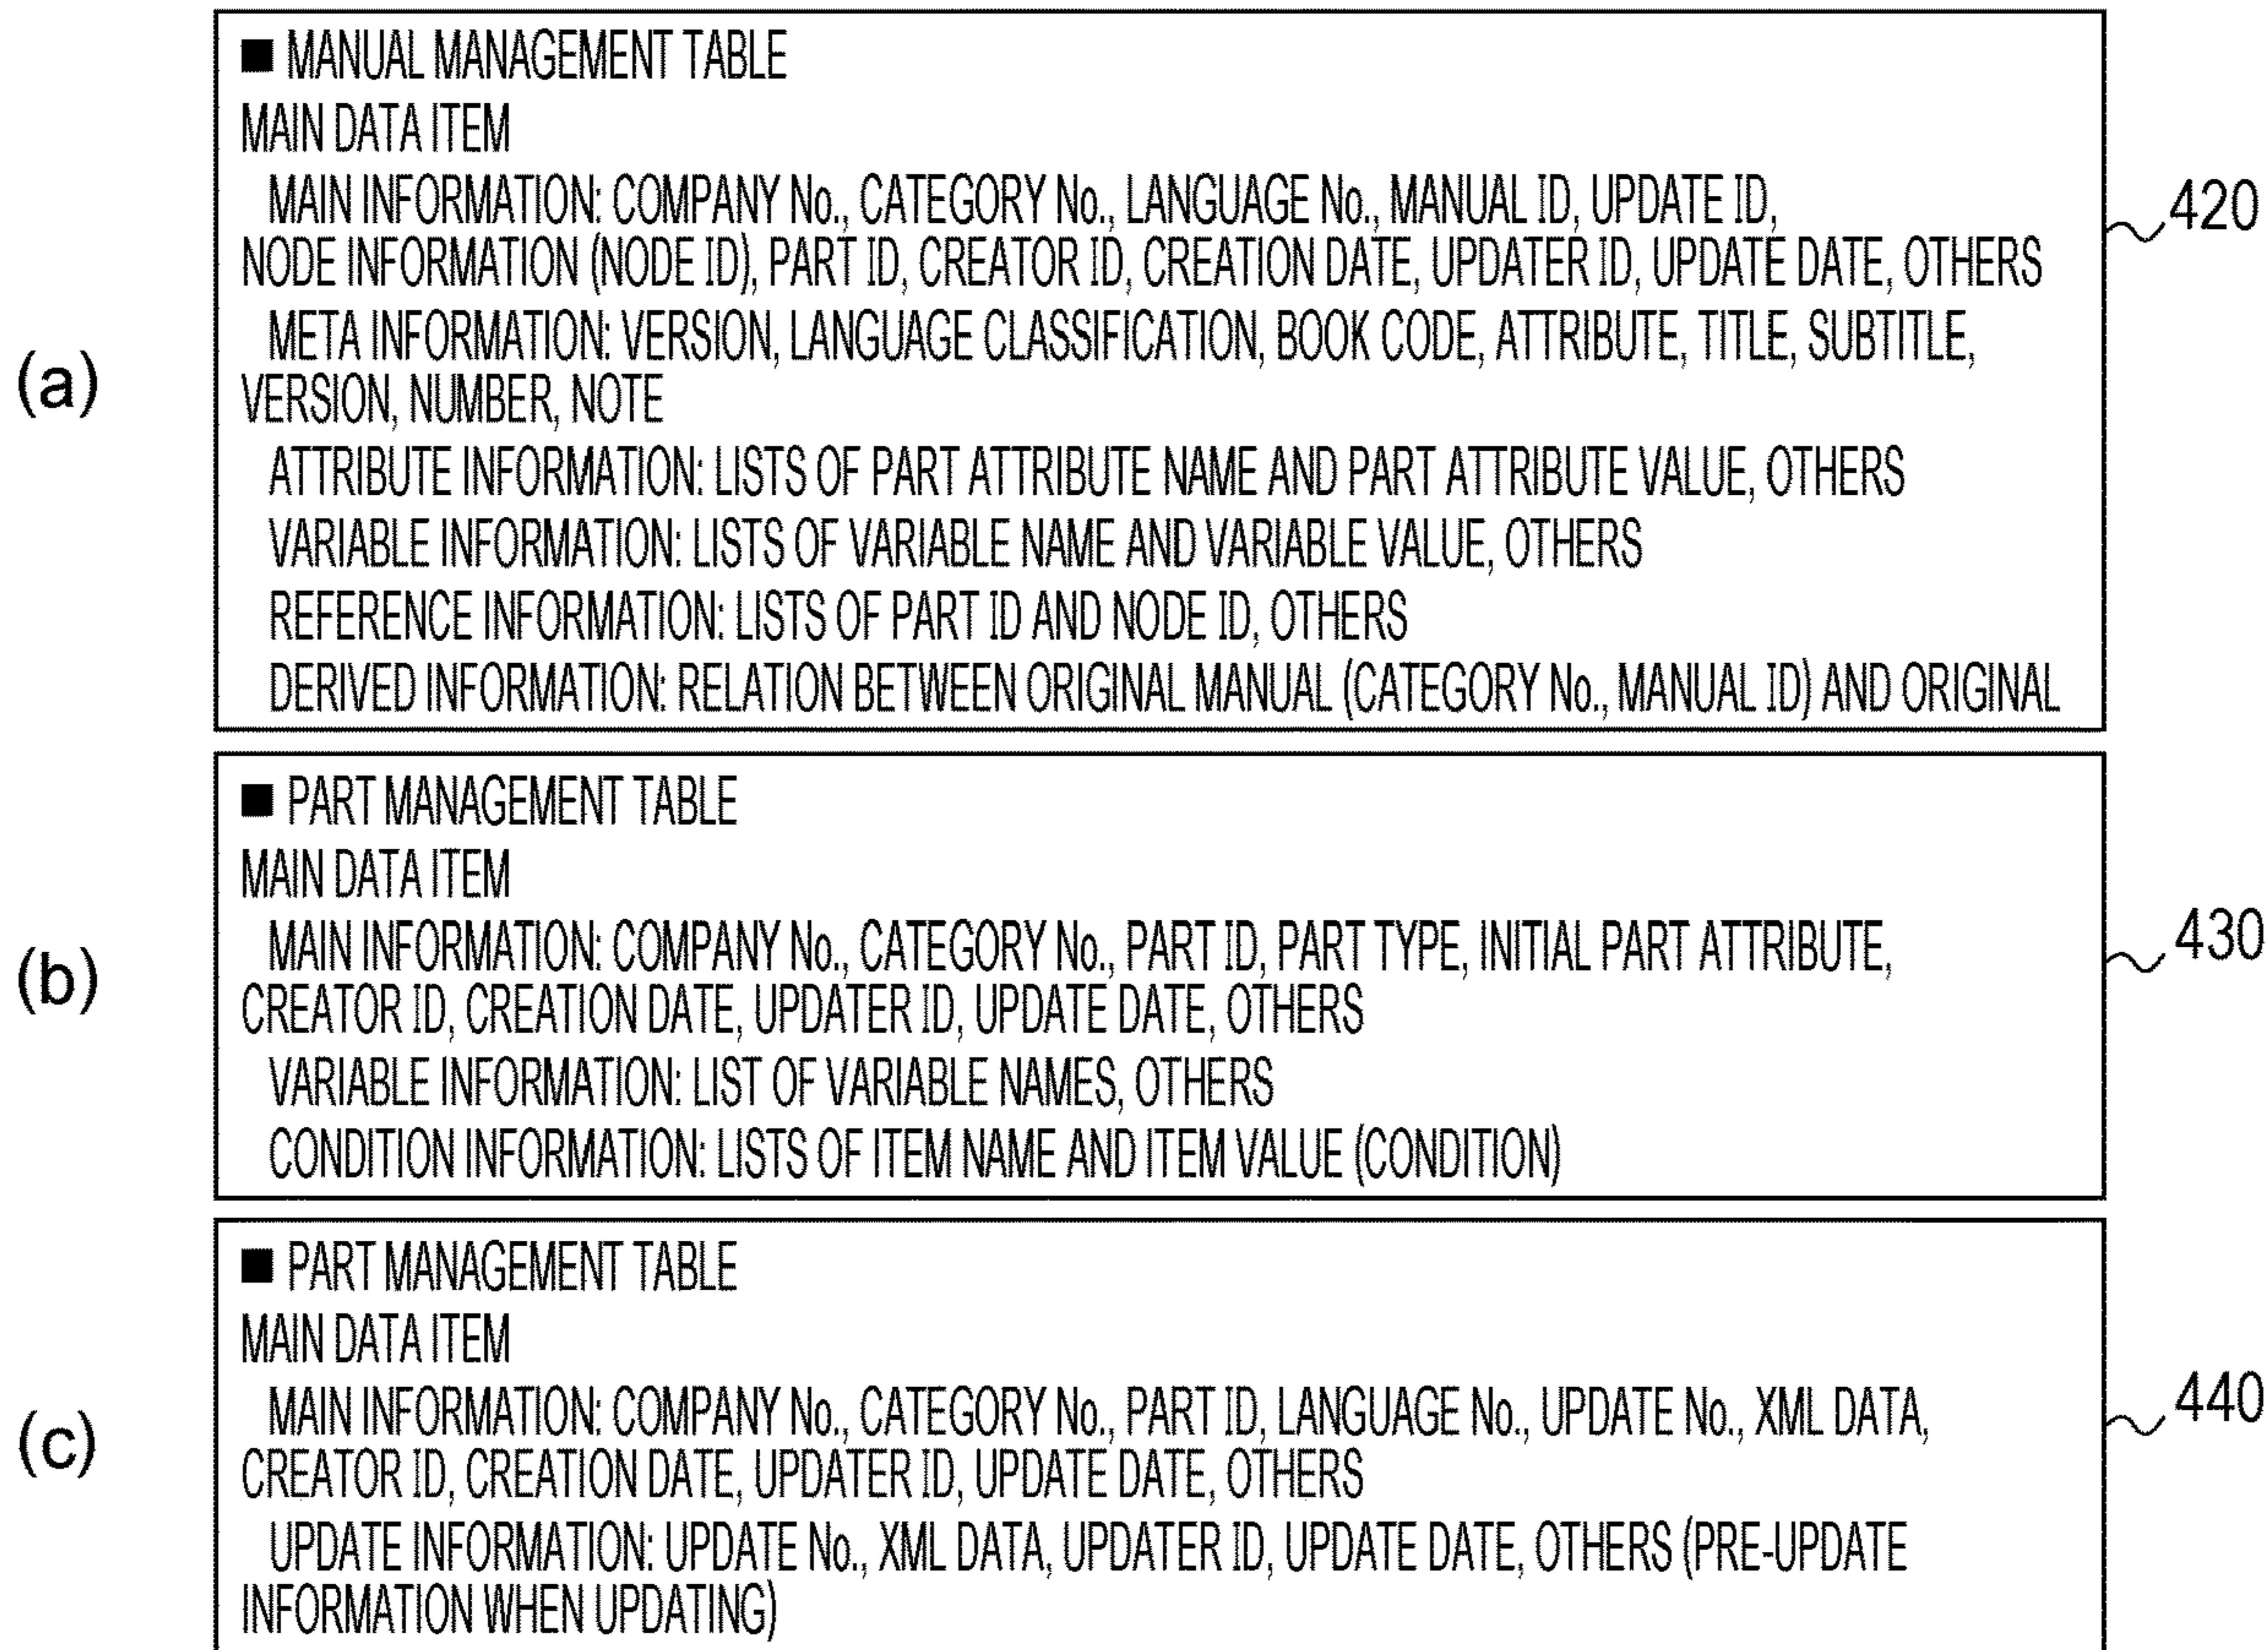 (a)
■ MANUAL MANAGEMENT TABLE
MAIN DATA ITEM
MAIN INFORMATION: COMPANY No., CATEGORY No., LANGUAGE No., MANUAL ID, UPDATE ID,
NODE INFORMATION (NODE ID), PART ID, CREATOR ID, CREATION DATE, UPDATER ID, UPDATE DATE, OTHERS
META INFORMATION: VERSION, LANGUAGE CLASSIFICATION, BOOK CODE, ATTRIBUTE, TITLE, SUBTITLE,
VERSION, NUMBER, NOTE
ATTRIBUTE INFORMATION: LISTS OF PART ATTRIBUTE NAME AND PART ATTRIBUTE VALUE, OTHERS
VARIABLE INFORMATION: LISTS OF VARIABLE NAME AND VARIABLE VALUE, OTHERS
REFERENCE INFORMATION: LISTS OF PART ID AND NODE ID, OTHERS
DERIVED INFORMATION: RELATION BETWEEN ORIGINAL MANUAL (CATEGORY No., MANUAL ID) AND ORIGINAL
420
(b)
■ PART MANAGEMENT TABLE
MAIN DATA ITEM
MAIN INFORMATION: COMPANY No., CATEGORY No., PART ID, PART TYPE, INITIAL PART ATTRIBUTE,
CREATOR ID, CREATION DATE, UPDATER ID, UPDATE DATE, OTHERS
VARIABLE INFORMATION: LIST OF VARIABLE NAMES, OTHERS
CONDITION INFORMATION: LISTS OF ITEM NAME AND ITEM VALUE (CONDITION)
430
(c)
■ PART MANAGEMENT TABLE
MAIN DATA ITEM
MAIN INFORMATION: COMPANY No., CATEGORY No., PART ID, LANGUAGE No., UPDATE No., XML DATA,
CREATOR ID, CREATION DATE, UPDATER ID, UPDATE DATE, OTHERS
UPDATE INFORMATION: UPDATE No., XML DATA, UPDATER ID, UPDATE DATE, OTHERS (PRE-UPDATE
INFORMATION WHEN UPDATING)
440